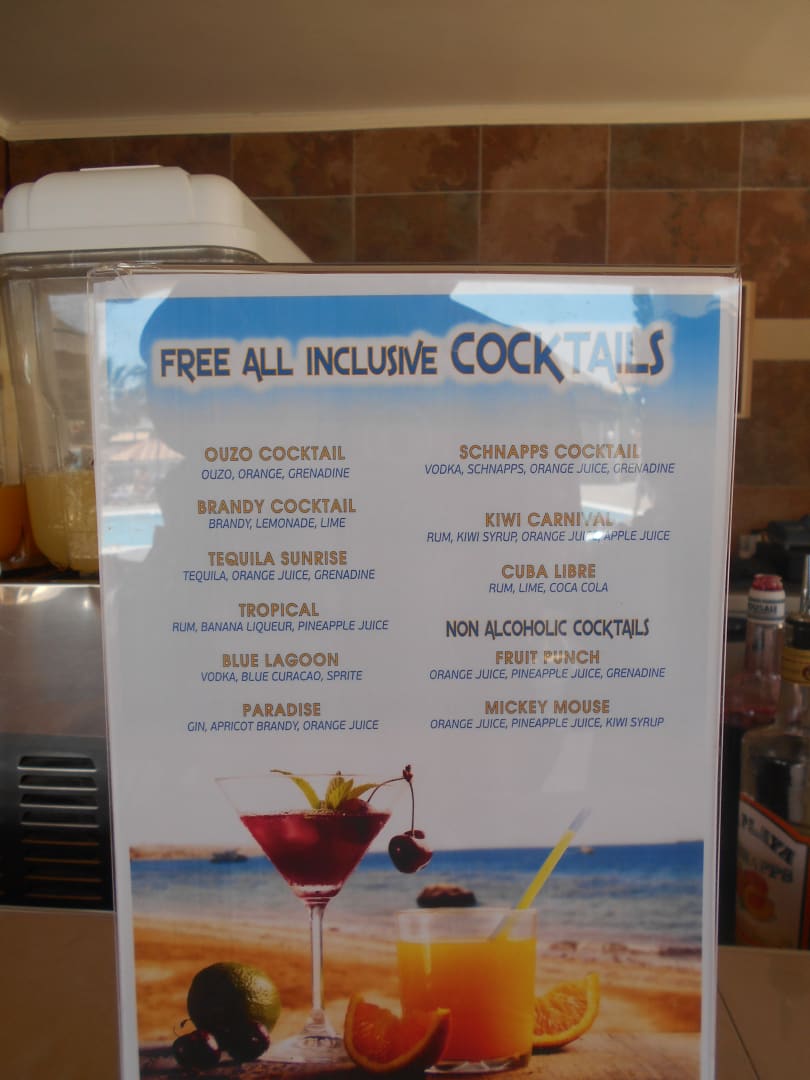 FREE ALL INCLUSIVE COCKTAILS
OUZO COCKTAIL
OUZO, ORANGE, GRENADINE
BRANDY COCKTAIL
BRANDY, LEMONADE, LIME
TEQUILA SUNRISE
TEQUILA, ORANGE JUICE, GRENADINE
TROPICAL
RUM, BANANA LIQUEUR, PINEAPPLE JUICE
BLUE LAGOON
VODKA, BLUE CURACAO, SPRITE
PARADISE
GIN, APRICOT BRANDY, ORANGE JUICE
SCHNAPPS COCKTAIL
VODKA, SCHNAPPS, ORANGE JUICE, GRENADINE
KIWI CARNIVAL
RUM, KIWI SYRUP, ORANGE JUICE, APPLE JUICE
CUBA LIBRE
RUM, LIME, COCA COLA
NON ALCOHOLIC COCKTAILS
FRUIT PUNCH
ORANGE JUICE, PINEAPPLE JUICE, GRENADINE
MICKEY MOUSE
ORANGE JUICE, PINEAPPLE JUICE, KIWI SYRUP